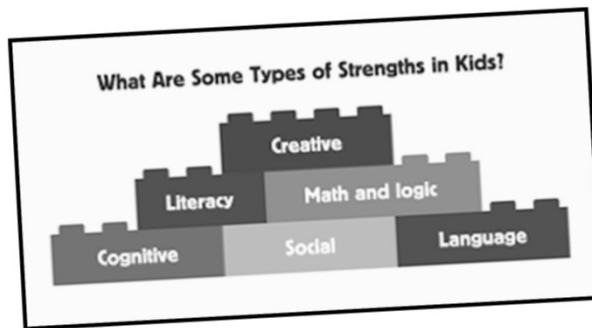 What Are Some Types of Strengths in Kids?
Creative
Literacy Math and logic
Cognitive Social Language